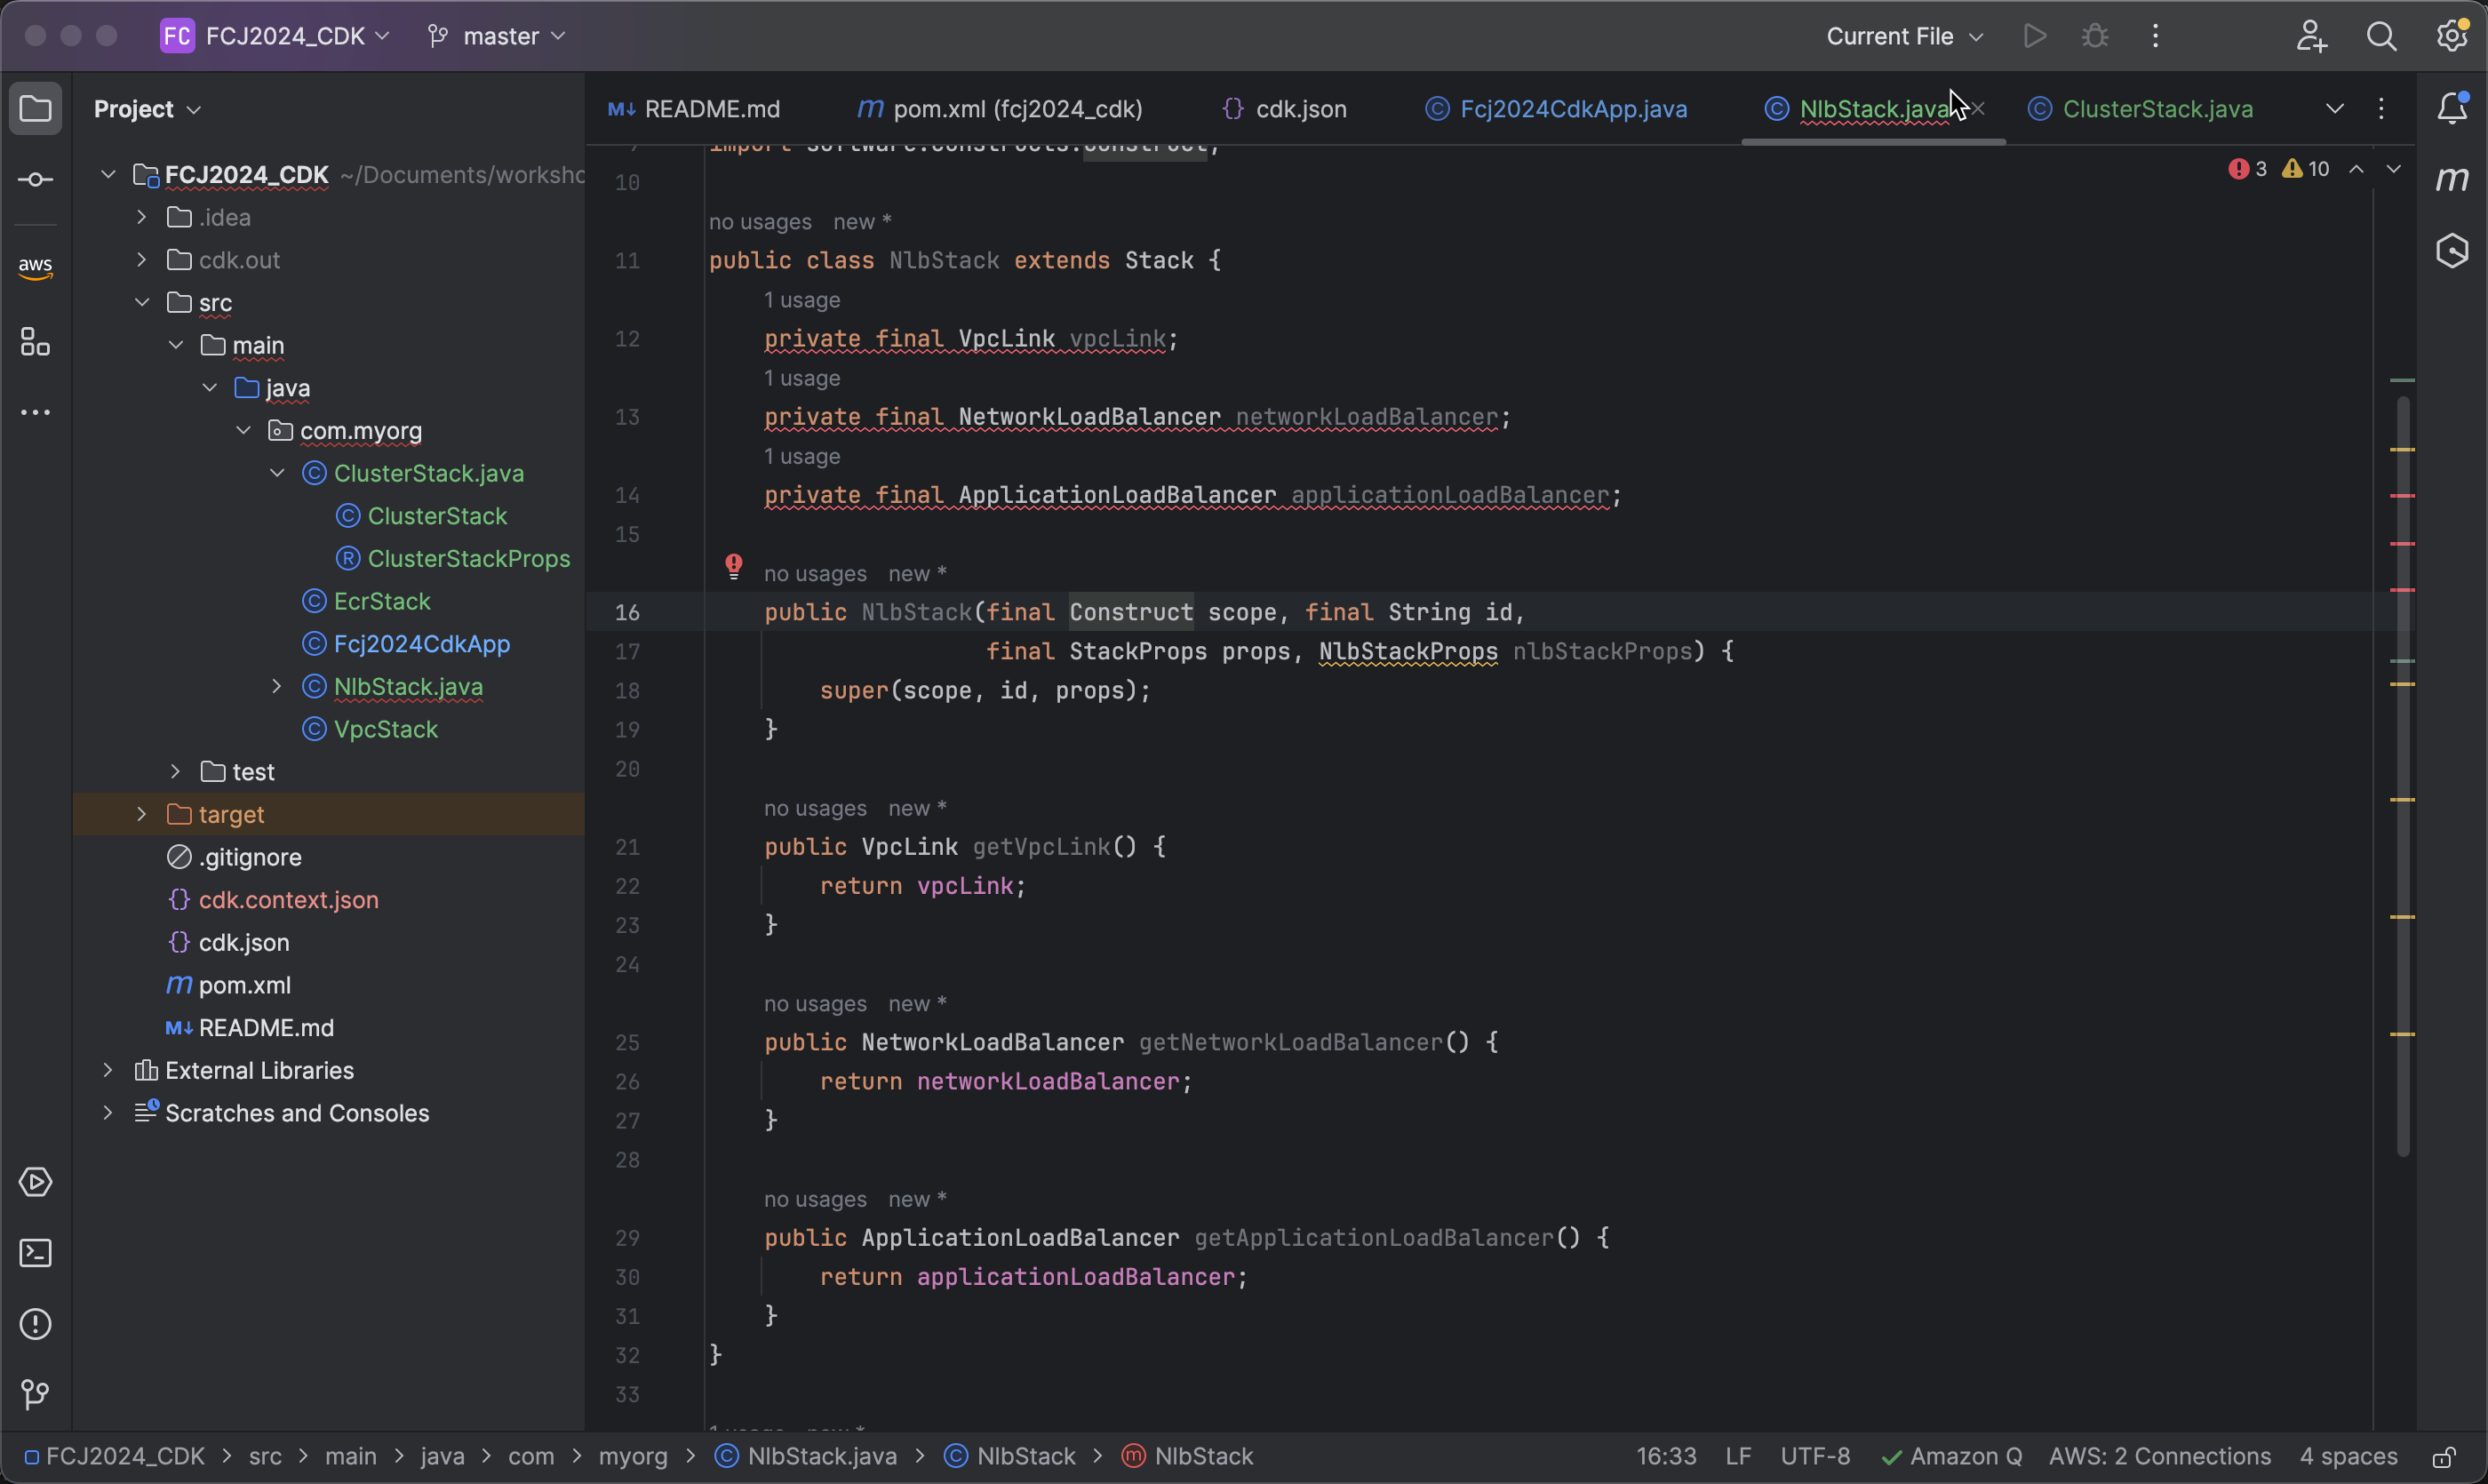 FC FCJ2024_CDK master Current File
Project
README.md pom.xml (fcj2024_cdk) cdk.json Fcj2024CdkApp.java NlbStack.java ClusterStack.java
FCJ2024_CDK ~/Documents/worksho
.idea
cdk.out
src
main
java
com.myorg
ClusterStack.java
ClusterStack
ClusterStackProps
EcrStack
Fcj2024CdkApp
NlbStack.java
VpcStack
test
target
.gitignore
cdk.context.json
cdk.json
pom.xml
README.md
External Libraries
Scratches and Consoles
aws
3 10
9 import software.constructs.Construct;
10
no usages new *
11 public class NlbStack extends Stack {
1 usage
12 private final VpcLink vpcLink;
1 usage
13 private final NetworkLoadBalancer networkLoadBalancer;
1 usage
14 private final ApplicationLoadBalancer applicationLoadBalancer;
15
no usages new *
16 public NlbStack(final Construct scope, final String id,
17 final StackProps props, NlbStackProps nlbStackProps) {
18 super(scope, id, props);
19 }
20
no usages new *
21 public VpcLink getVpcLink() {
22 return vpcLink;
23 }
24
no usages new *
25 public NetworkLoadBalancer getNetworkLoadBalancer() {
26 return networkLoadBalancer;
27 }
28
no usages new *
29 public ApplicationLoadBalancer getApplicationLoadBalancer() {
30 return applicationLoadBalancer;
31 }
32 }
33
1 usage new *
FCJ2024_CDK > src > main > java > com > myorg > NlbStack.java > NlbStack > NlbStack 16:33 LF UTF-8 Amazon Q AWS: 2 Connections 4 spaces